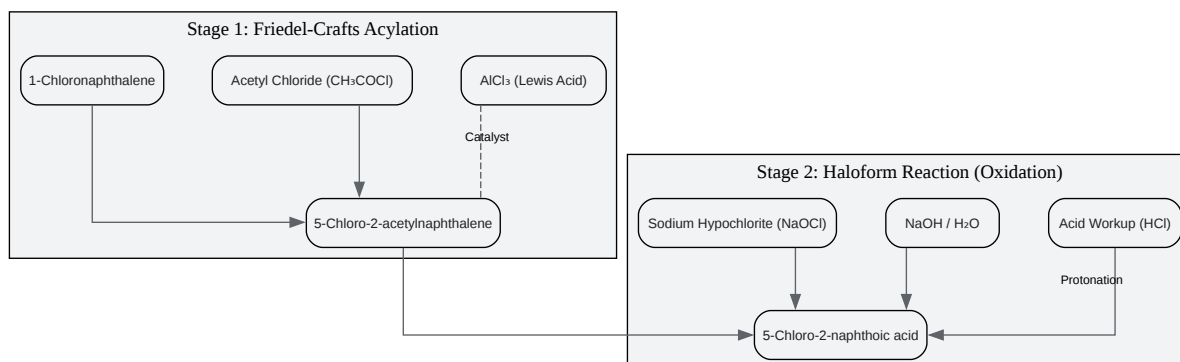 Stage 1: Friedel-Crafts Acylation
1-Chloronaphthalene
Acetyl Chloride (CH₃COCl)
AlCl₃ (Lewis Acid)
Catalyst
5-Chloro-2-acetylnaphthalene
Stage 2: Haloform Reaction (Oxidation)
Sodium Hypochlorite (NaOCl)
NaOH / H₂O
Acid Workup (HCl)
Protonation
5-Chloro-2-naphthoic acid